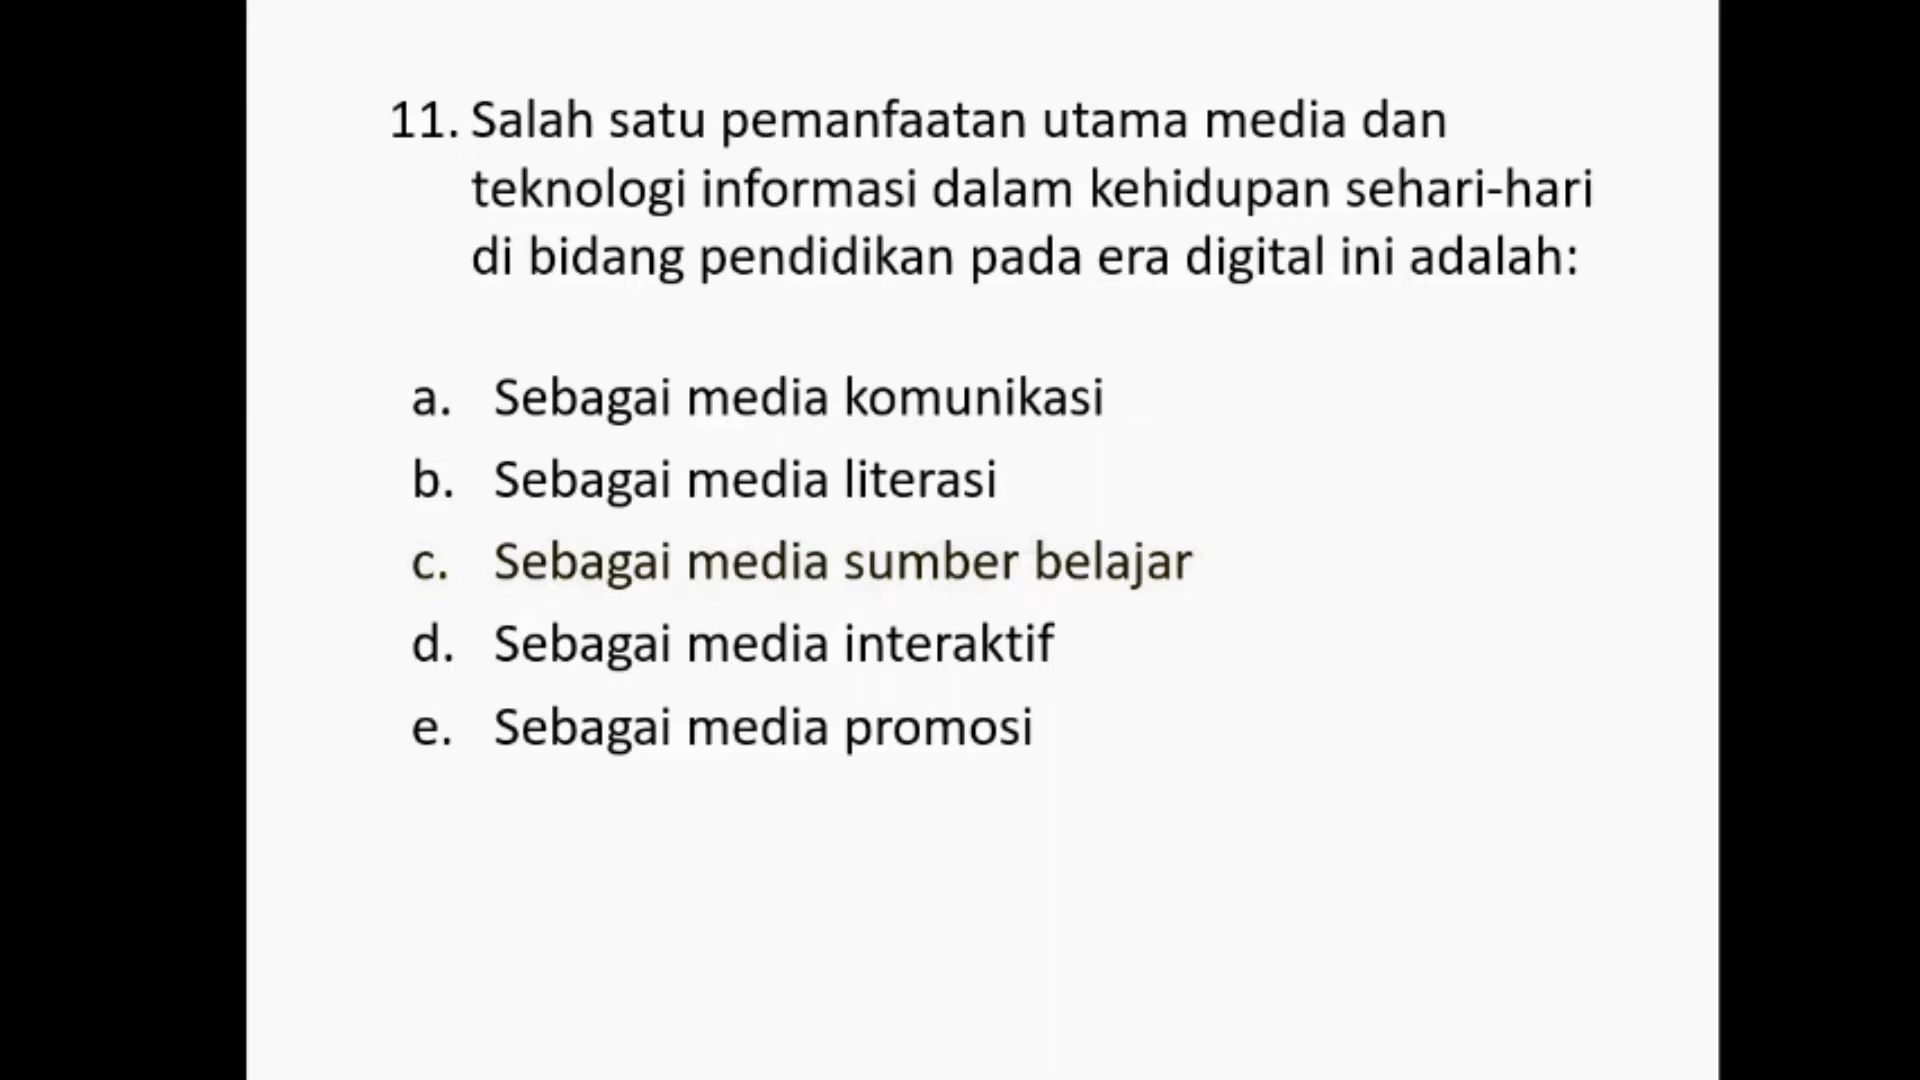 11. Salah satu pemanfaatan utama media dan
teknologi informasi dalam kehidupan sehari-hari
di bidang pendidikan pada era digital ini adalah:
a. Sebagai media komunikasi
b. Sebagai media literasi
c. Sebagai media sumber belajar
d. Sebagai media interaktif
e. Sebagai media promosi